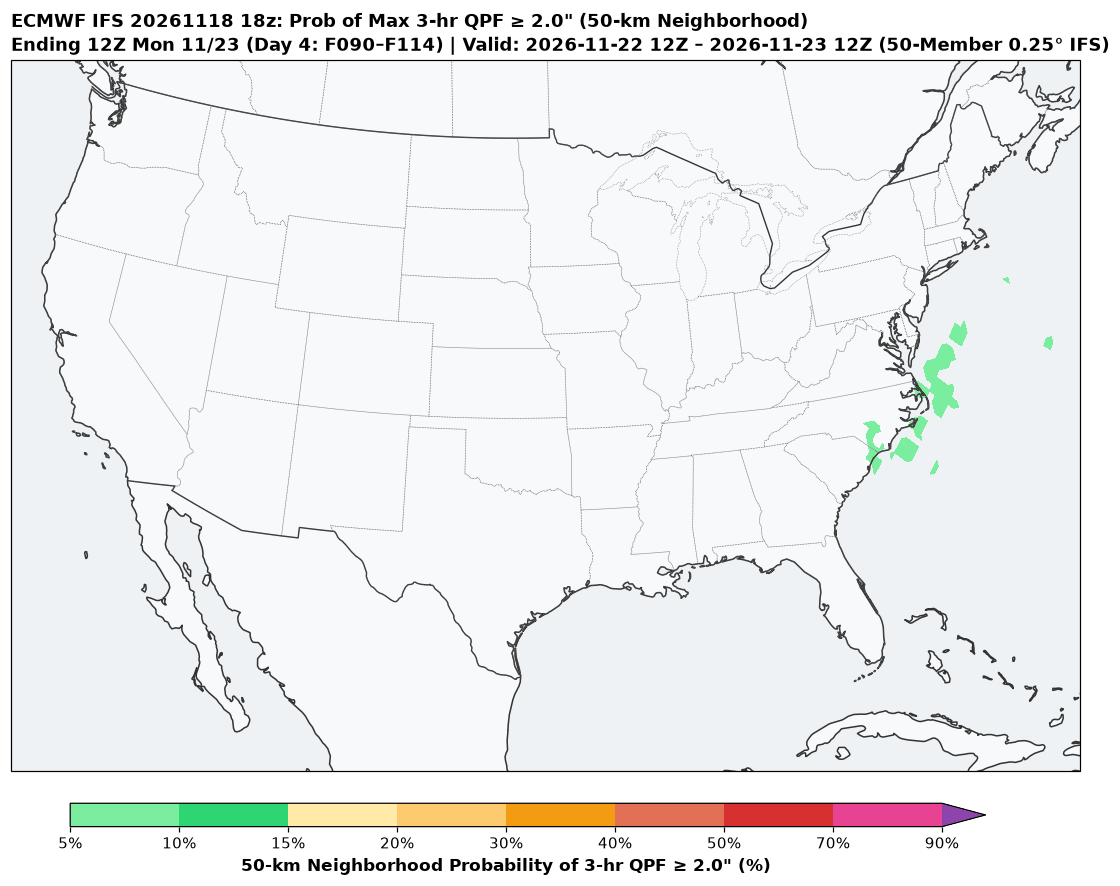 ECMWF IFS 20261118 18z: Prob of Max 3-hr QPF ≥ 2.0" (50-km Neighborhood)
Ending 12Z Mon 11/23 (Day 4: F090–F114) | Valid: 2026-11-22 12Z – 2026-11-23 12Z (50-Member 0.25° IFS)
5% 10% 15% 20% 30% 40% 50% 70% 90%
50-km Neighborhood Probability of 3-hr QPF ≥ 2.0" (%)